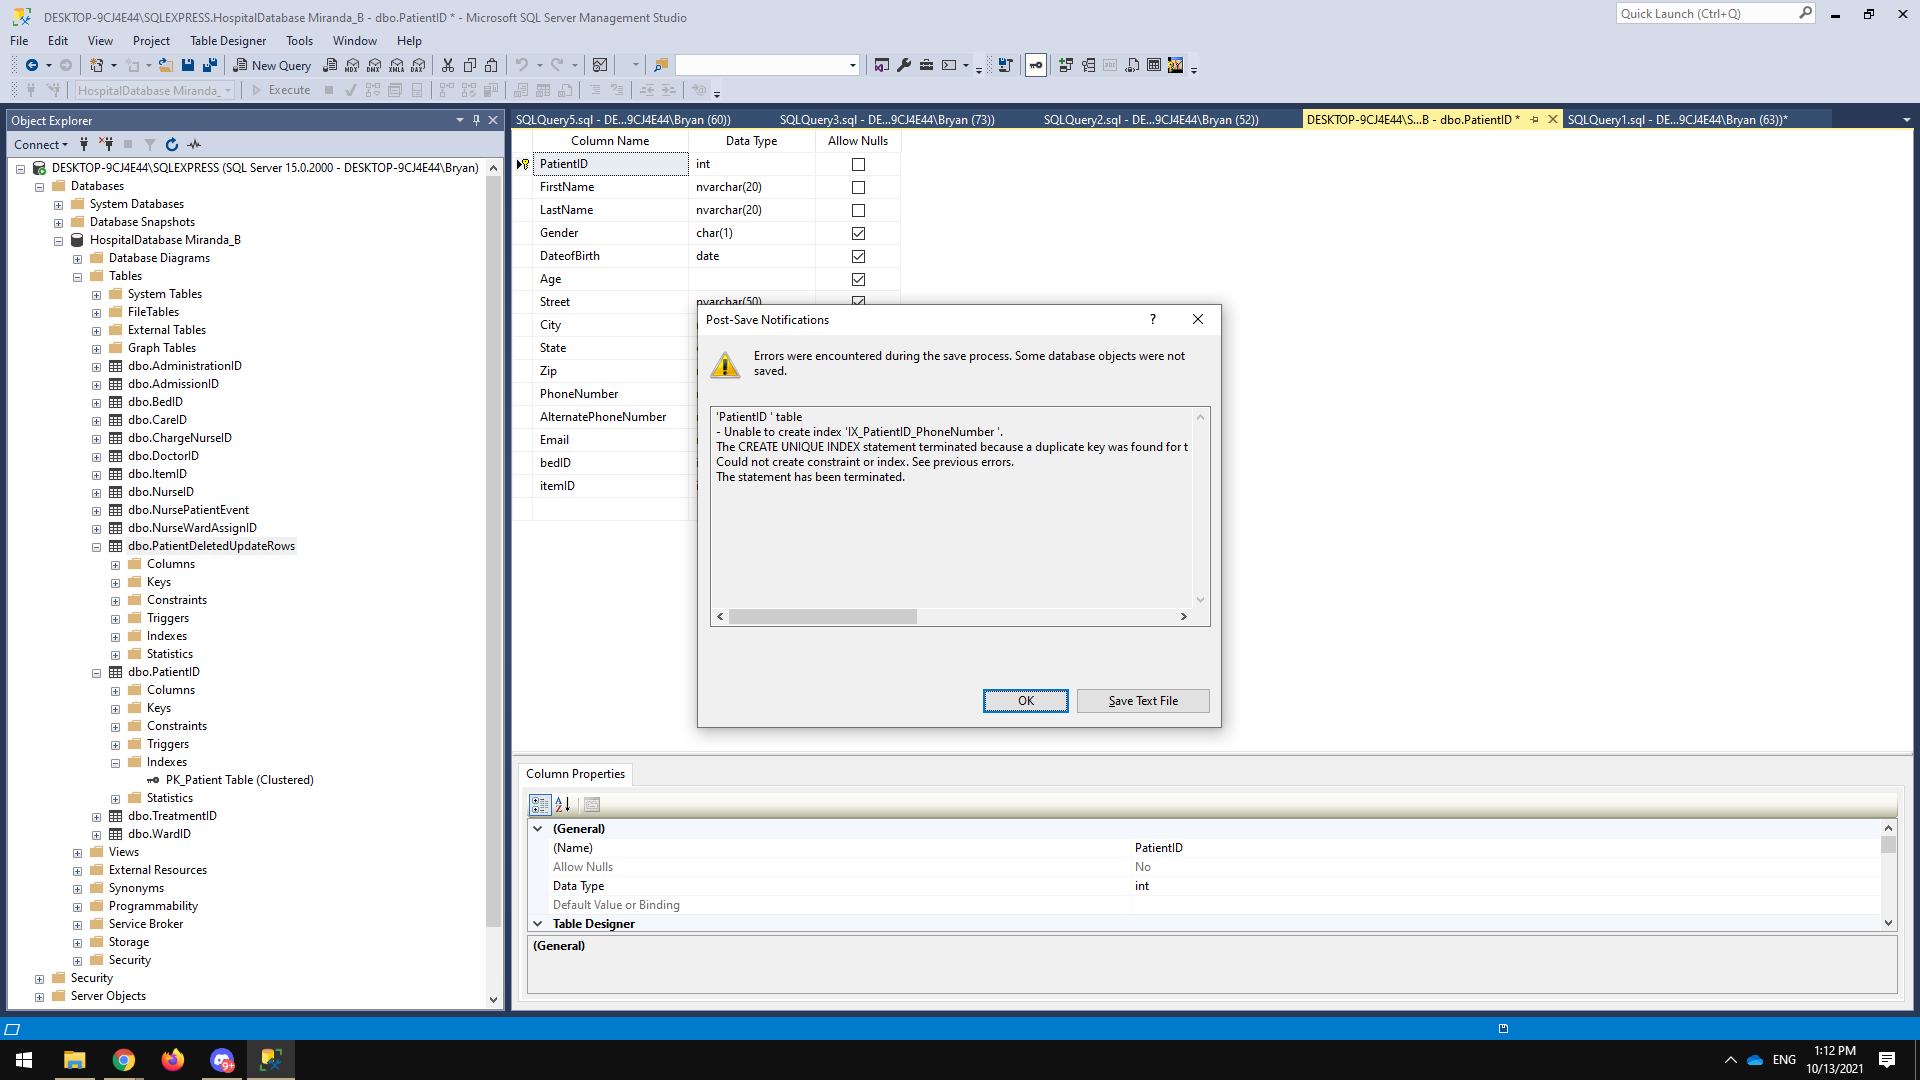 DESKTOP-9CJ4E44\SQLEXPRESS.HospitalDatabase Miranda_B - dbo.PatientID * - Microsoft SQL Server Management Studio
Quick Launch (Ctrl+Q)
File Edit View Project Table Designer Tools Window Help
New Query
MDX DMX XMLA DAX
HospitalDatabase Miranda_
Execute
Object Explorer
Connect
DESKTOP-9CJ4E44\SQLEXPRESS (SQL Server 15.0.2000 - DESKTOP-9CJ4E44\Bryan)
Databases
System Databases
Database Snapshots
HospitalDatabase Miranda_B
Database Diagrams
Tables
System Tables
FileTables
External Tables
Graph Tables
dbo.AdministrationID
dbo.AdmissionID
dbo.BedID
dbo.CareID
dbo.ChargeNurseID
dbo.DoctorID
dbo.ItemID
dbo.NurseID
dbo.NursePatientEvent
dbo.NurseWardAssignID
dbo.PatientDeletedUpdateRows
Columns
Keys
Constraints
Triggers
Indexes
Statistics
dbo.PatientID
Columns
Keys
Constraints
Triggers
Indexes
PK_Patient Table (Clustered)
Statistics
dbo.TreatmentID
dbo.WardID
Views
External Resources
Synonyms
Programmability
Service Broker
Storage
Security
Security
Server Objects
SQLQuery5.sql - DE...9CJ4E44\Bryan (60))
SQLQuery3.sql - DE...9CJ4E44\Bryan (73))
SQLQuery2.sql - DE...9CJ4E44\Bryan (52))
DESKTOP-9CJ4E44\S...B - dbo.PatientID *
SQLQuery1.sql - DE...9CJ4E44\Bryan (63))*
Column Name Data Type Allow Nulls
PatientID int
FirstName nvarchar(20)
LastName nvarchar(20)
Gender char(1)
DateofBirth date
Age
Street nvarchar(50)
City
State
Zip
PhoneNumber
AlternatePhoneNumber
Email
bedID
itemID
Post-Save Notifications
?
Errors were encountered during the save process. Some database objects were not
saved.
'PatientID ' table
- Unable to create index 'IX_PatientID_PhoneNumber '.
The CREATE UNIQUE INDEX statement terminated because a duplicate key was found for t
Could not create constraint or index. See previous errors.
The statement has been terminated.
OK
Save Text File
Column Properties
(General)
(Name) PatientID
Allow Nulls No
Data Type int
Default Value or Binding
Table Designer
(General)
9+
ENG
1:12 PM
10/13/2021